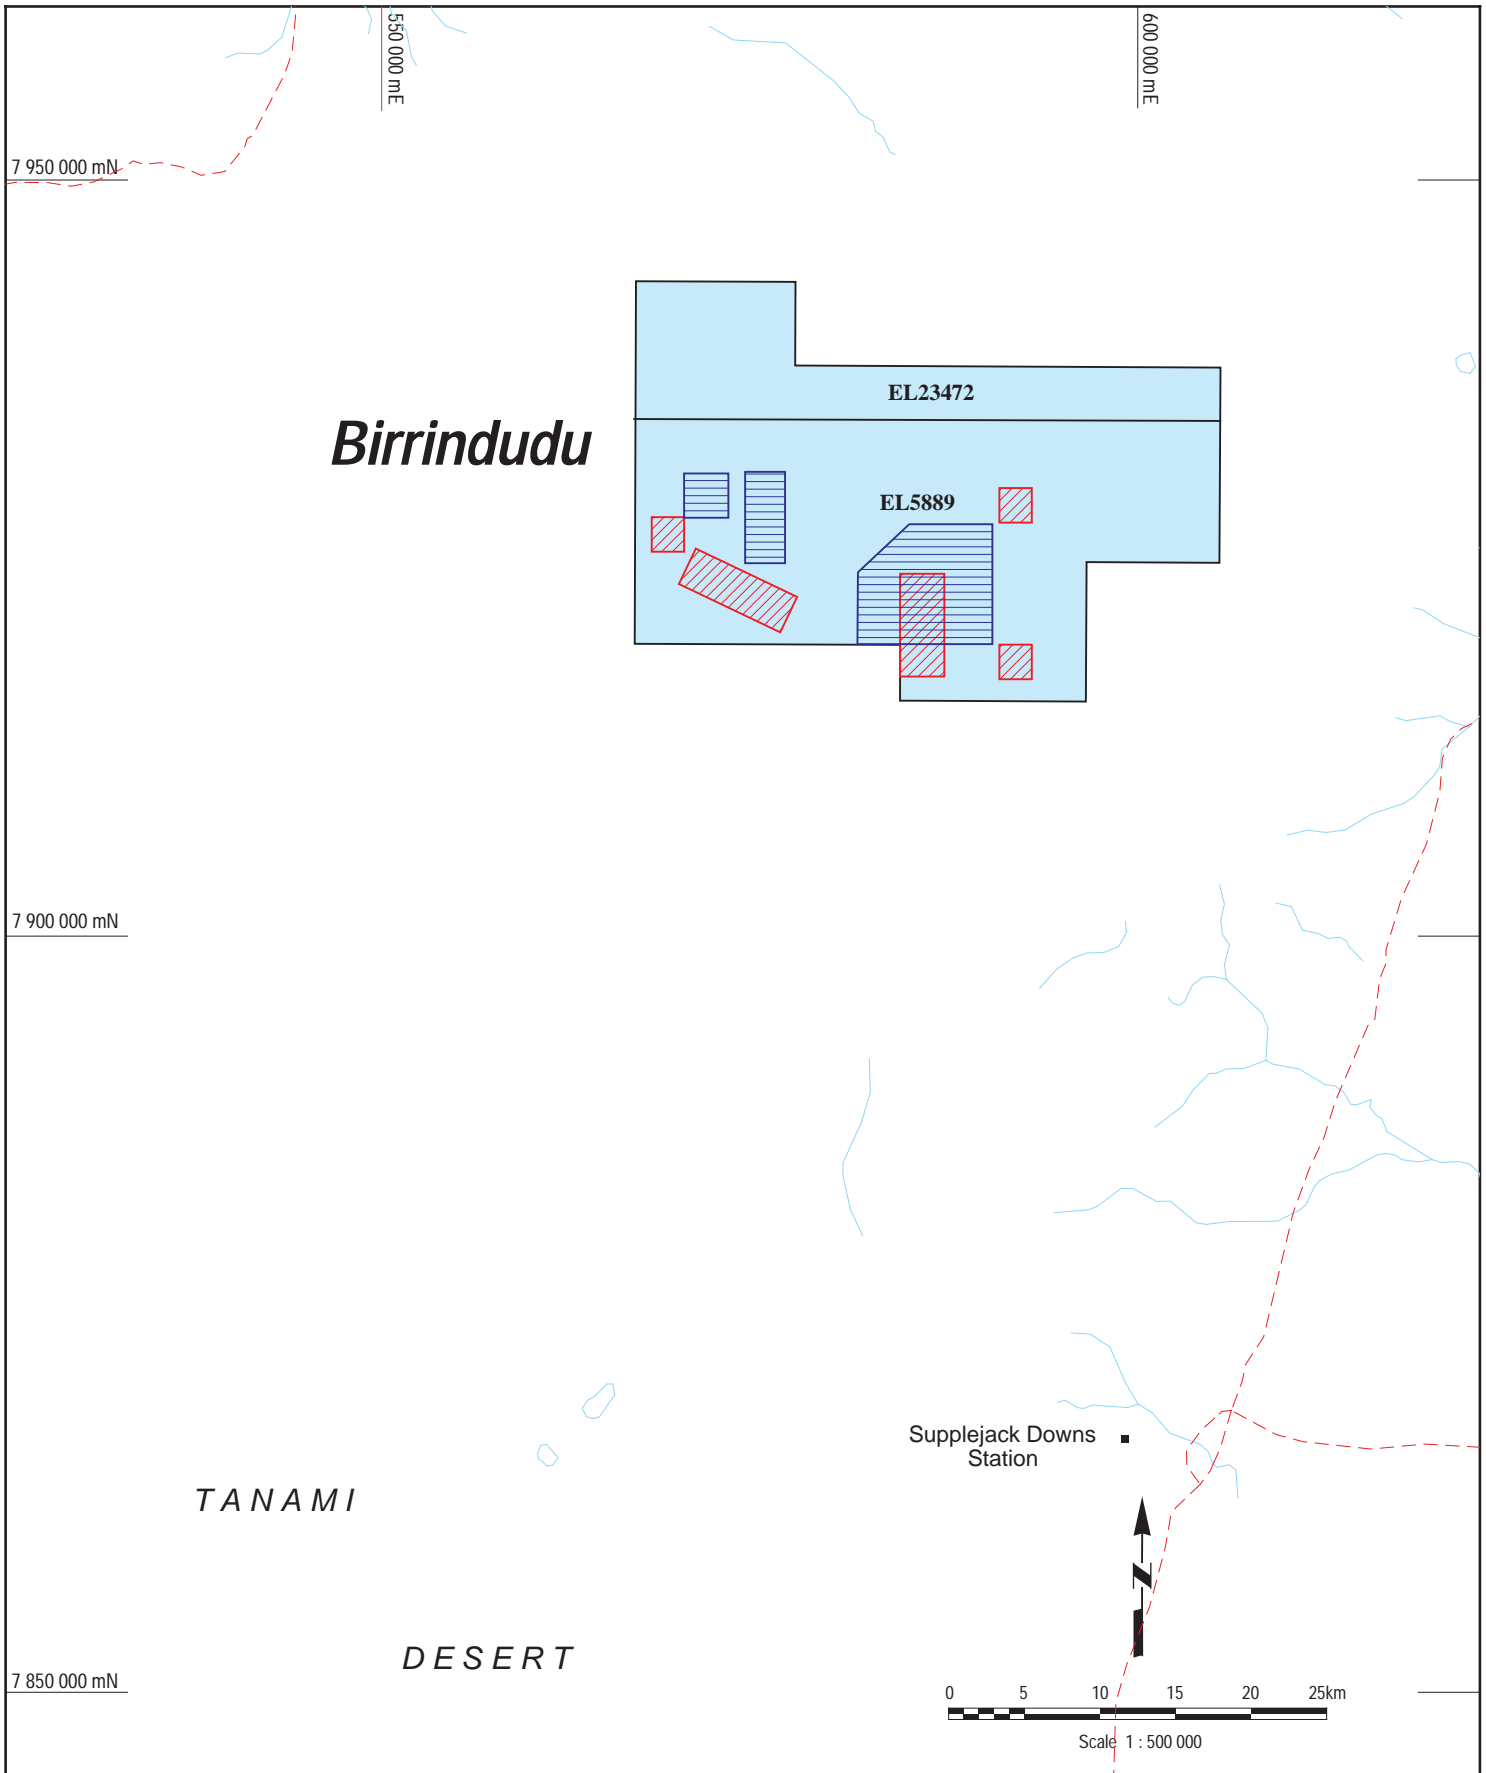 550 000 mE
600 000 mE
7 950 000 mN
EL23472
Birrindudu
EL5889
7 900 000 mN
Supplejack Downs
Station
TANAMI
N
DESERT
7 850 000 mN
0 5 10 15 20 25km
Scale 1 : 500 000